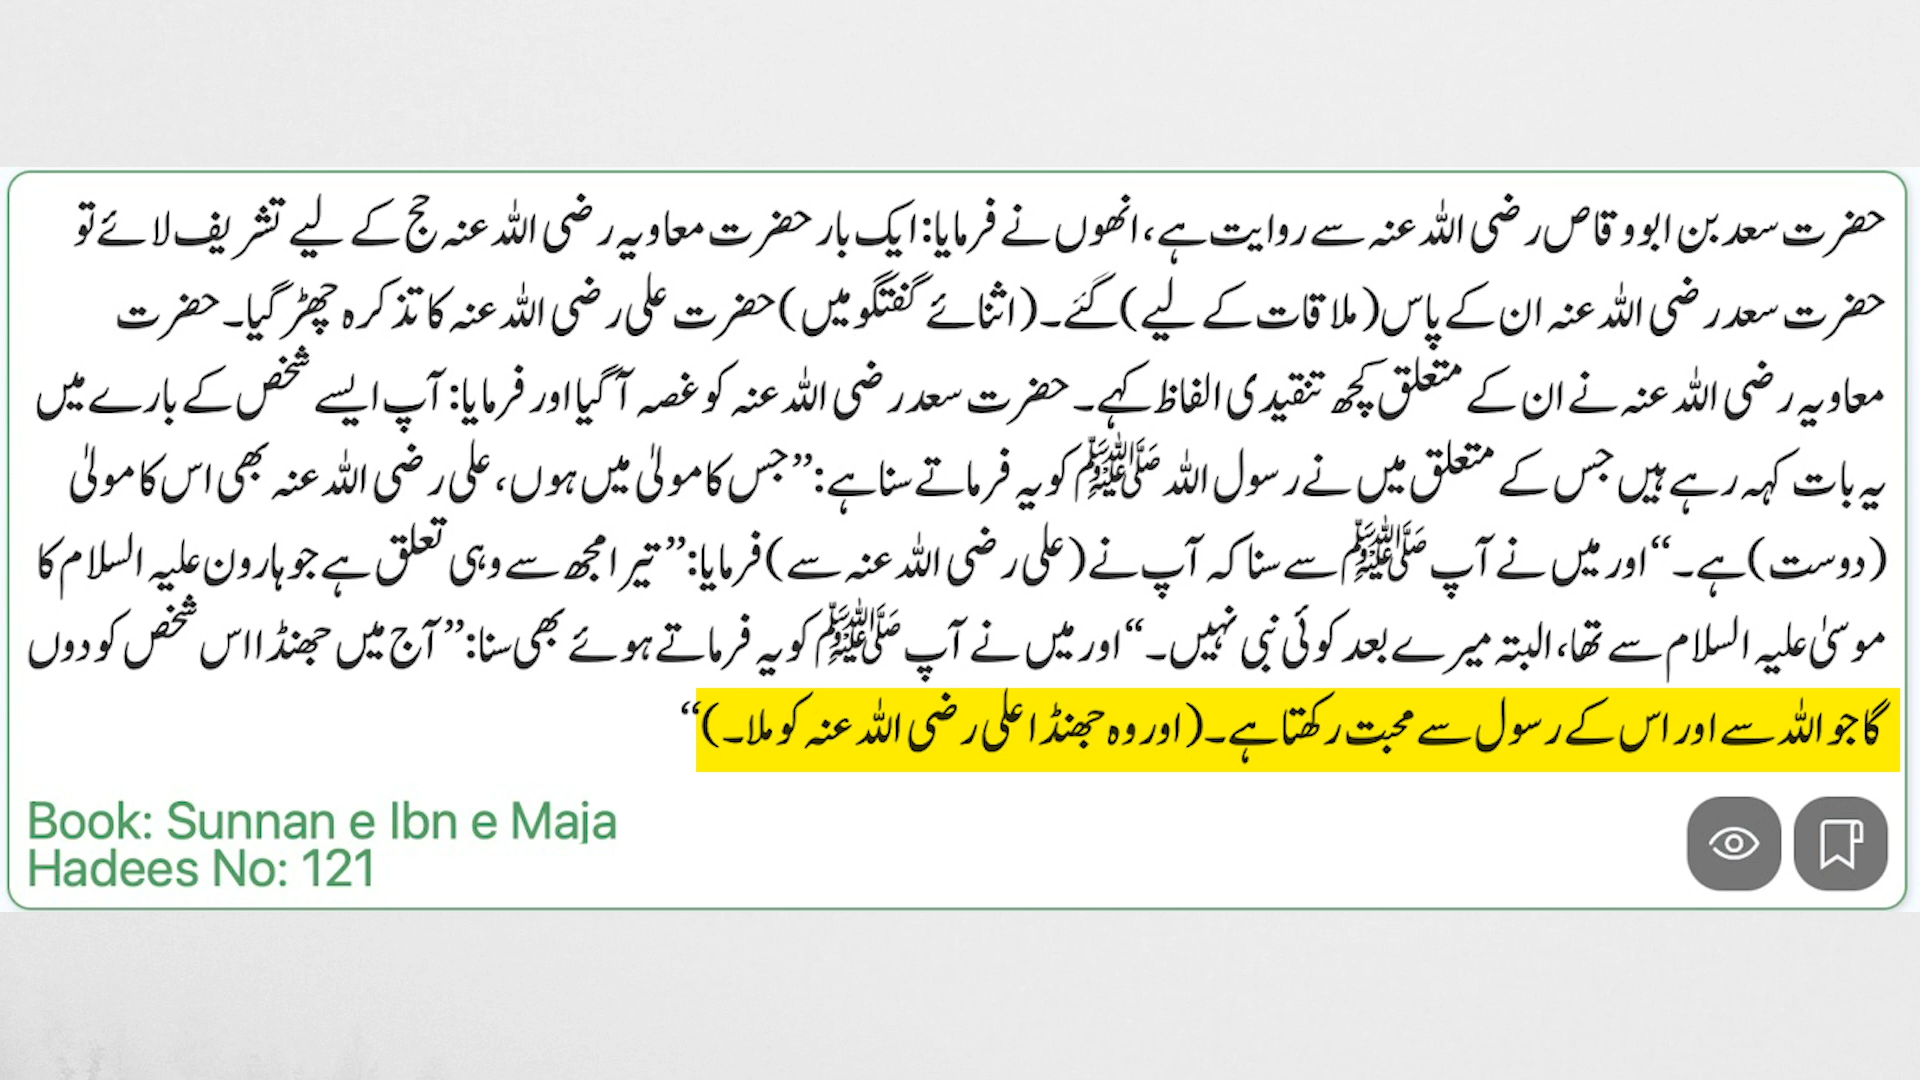 حضرت سعد بن ابو وقاص رضی اللہ عنہ سے روایت ہے، انھوں نے فرمایا: ایک بار حضرت معاویہ رضی اللہ عنہ حج کے لیے تشریف لائے تو
حضرت سعد رضی اللہ عنہ ان کے پاس (ملاقات کے لیے) گئے۔ (اثنائے گفتگو میں) حضرت علی رضی اللہ عنہ کا تذکرہ چھڑ گیا۔ حضرت
معاویہ رضی اللہ عنہ نے ان کے متعلق کچھ تنقیدی الفاظ کہے۔ حضرت سعد رضی اللہ عنہ کو غصہ آ گیا اور فرمایا: آپ ایسے شخص کے بارے میں
یہ بات کہہ رہے ہیں جس کے متعلق میں نے رسول اللہ ﷺ کو یہ فرماتے سنا ہے: ’’جس کا مولیٰ میں ہوں، علی رضی اللہ عنہ بھی اس کا مولیٰ
(دوست) ہے۔‘‘ اور میں نے آپ ﷺ سے سنا کہ آپ نے (علی رضی اللہ عنہ سے) فرمایا: ’’تیرا مجھ سے وہی تعلق ہے جو ہارون علیہ السلام کا
موسیٰ علیہ السلام سے تھا، البتہ میرے بعد کوئی نبی نہیں۔‘‘ اور میں نے آپ ﷺ کو یہ فرماتے ہوئے بھی سنا: ’’آج میں جھنڈا اس شخص کو دوں
گا جو اللہ سے اور اس کے رسول سے محبت رکھتا ہے۔ (اور وہ جھنڈا علی رضی اللہ عنہ کو ملا۔)‘‘
Book: Sunnan e Ibn e Maja
Hadees No: 121